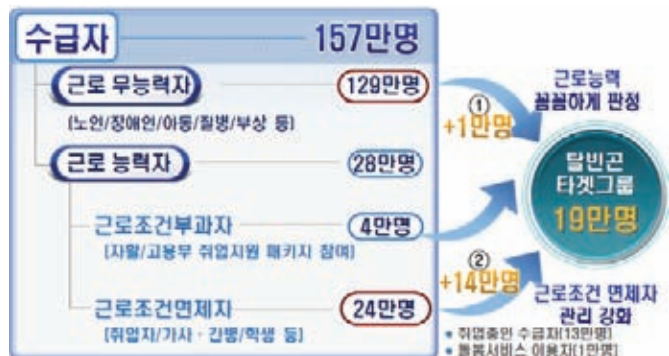 수급자 157만명
근로 무능력자 129만명
(노인/장애인/아동/질병/부상 등)
근로 능력자 28만명
근로조건부과자 4만명
(자활/고용부 취업지원 패키지 참여)
근로조건면제자 24만명
(취업자/가사·간병/학생 등)
①
+1만명
근로능력
꼼꼼하게 판정
탈빈곤
타겟그룹
19만명
②
+14만명
근로조건 면제자
관리 강화
• 취업중인 수급자(13만명)
• 돌봄서비스 이용자(1만명)